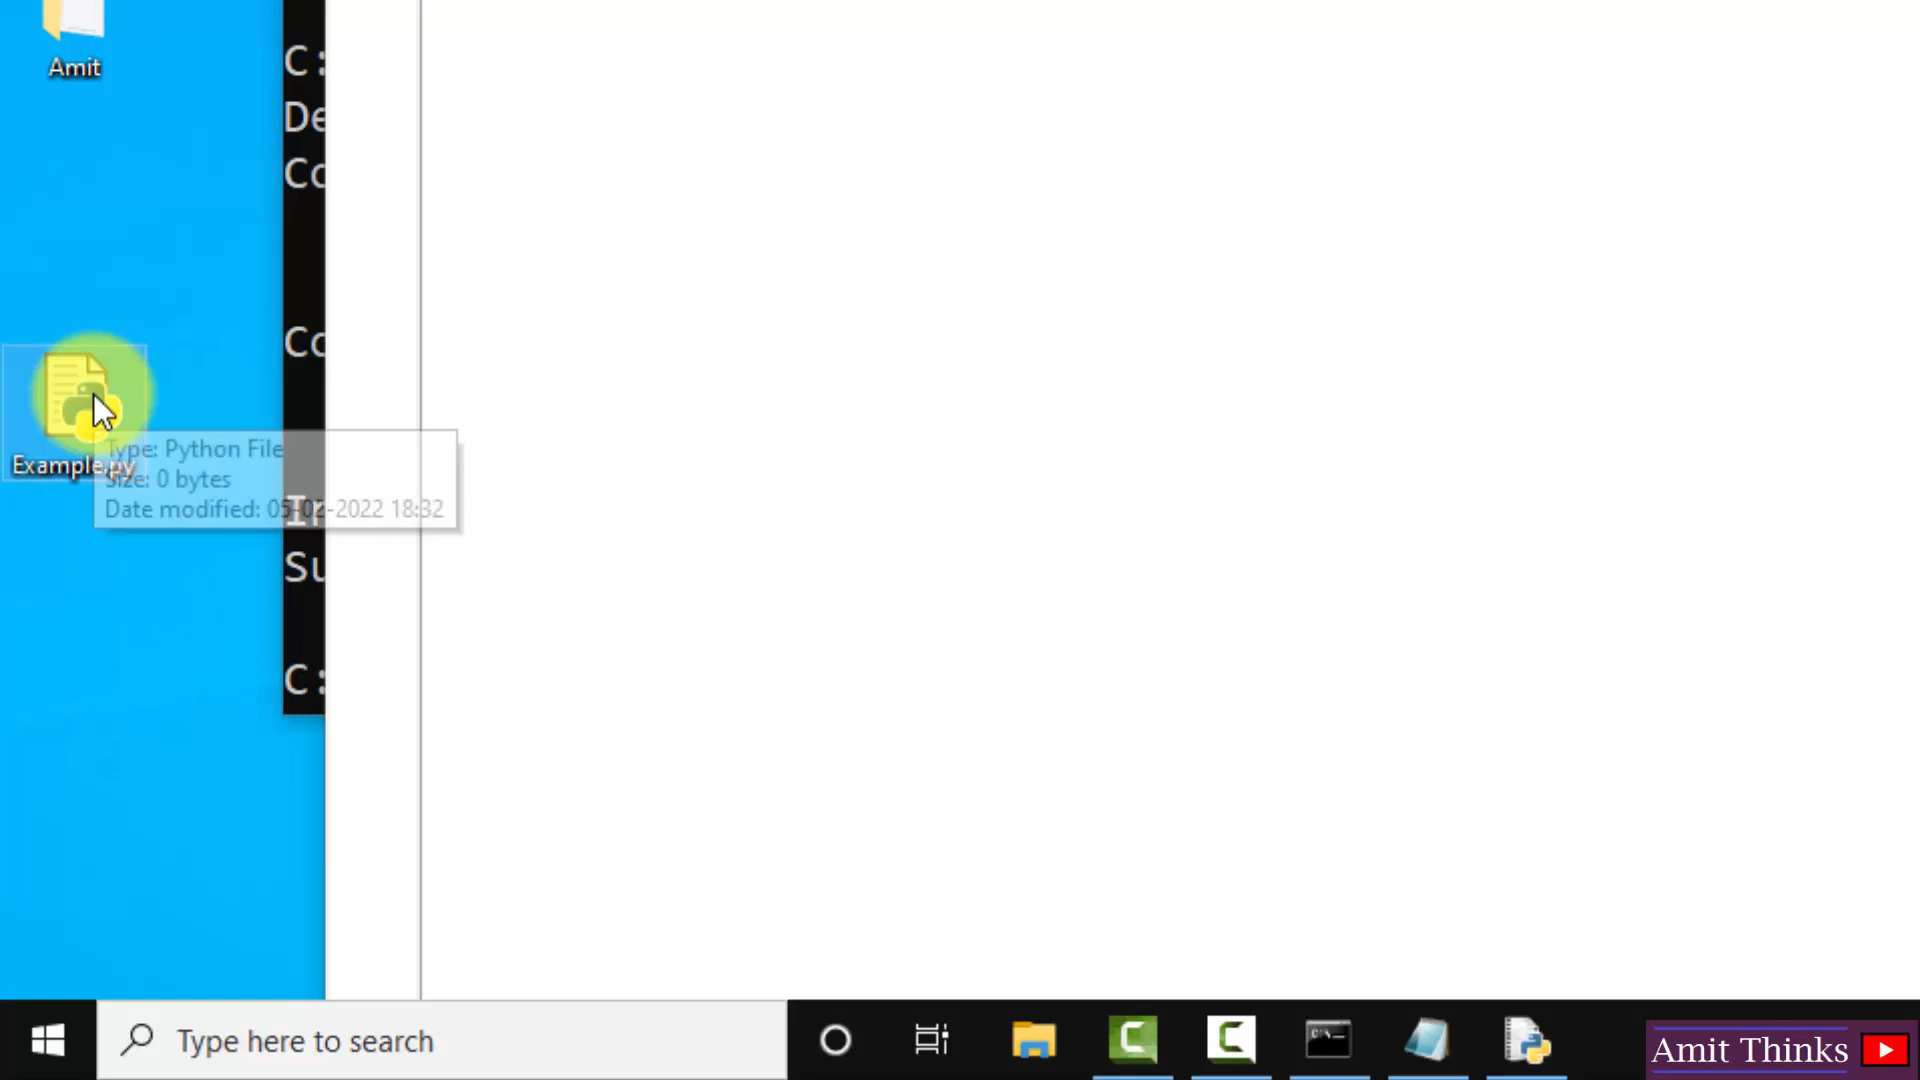 Amit
C:
De
Co
Co
In
Su
C:
Example.py
Type: Python File
Size: 0 bytes
Date modified: 05-02-2022 18:32
Type here to search
Amit Thinks